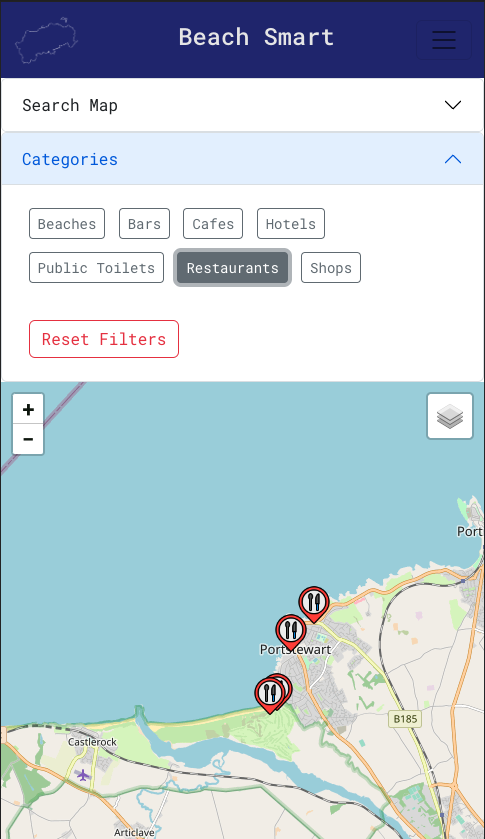 Beach Smart
Search Map
Categories
Beaches Bars Cafes Hotels
Public Toilets Restaurants Shops
Reset Filters
+
−
Port
Portstewart
B185
Castlerock
Articlave